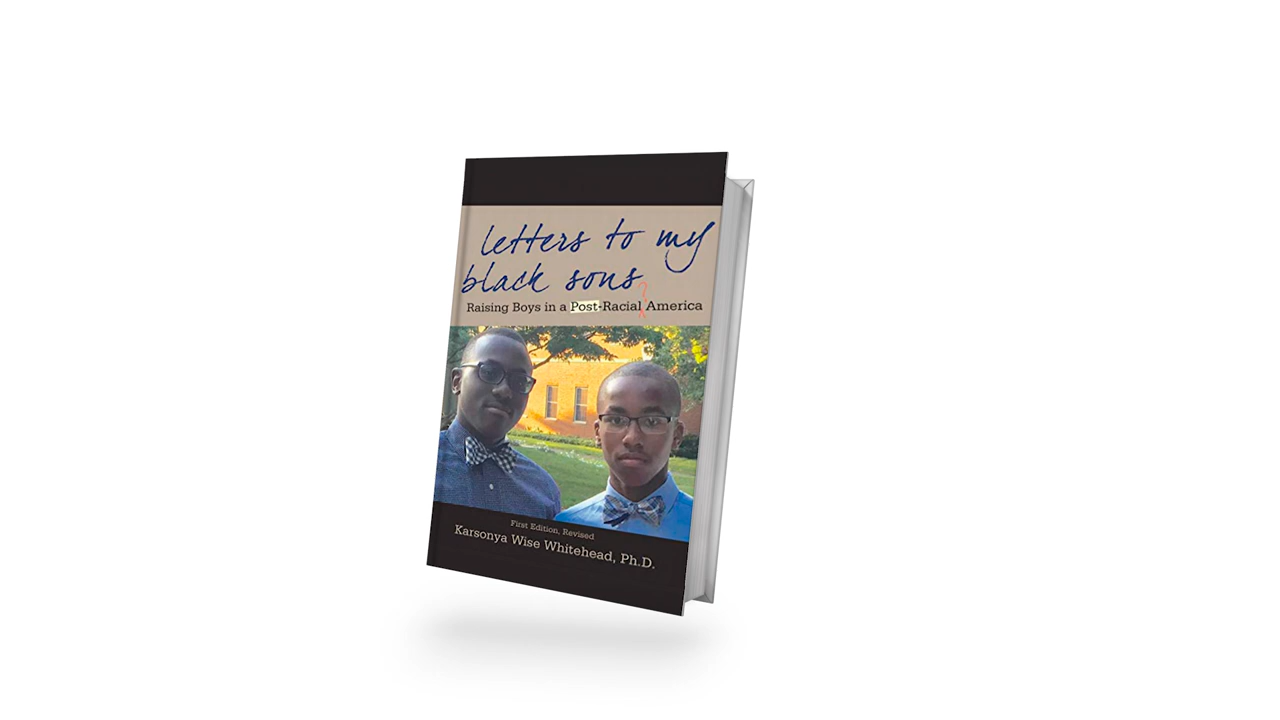 letters to my
black sons
?
Raising Boys in a Post-Racial America
First Edition, Revised
Karsonya Wise Whitehead, Ph.D.